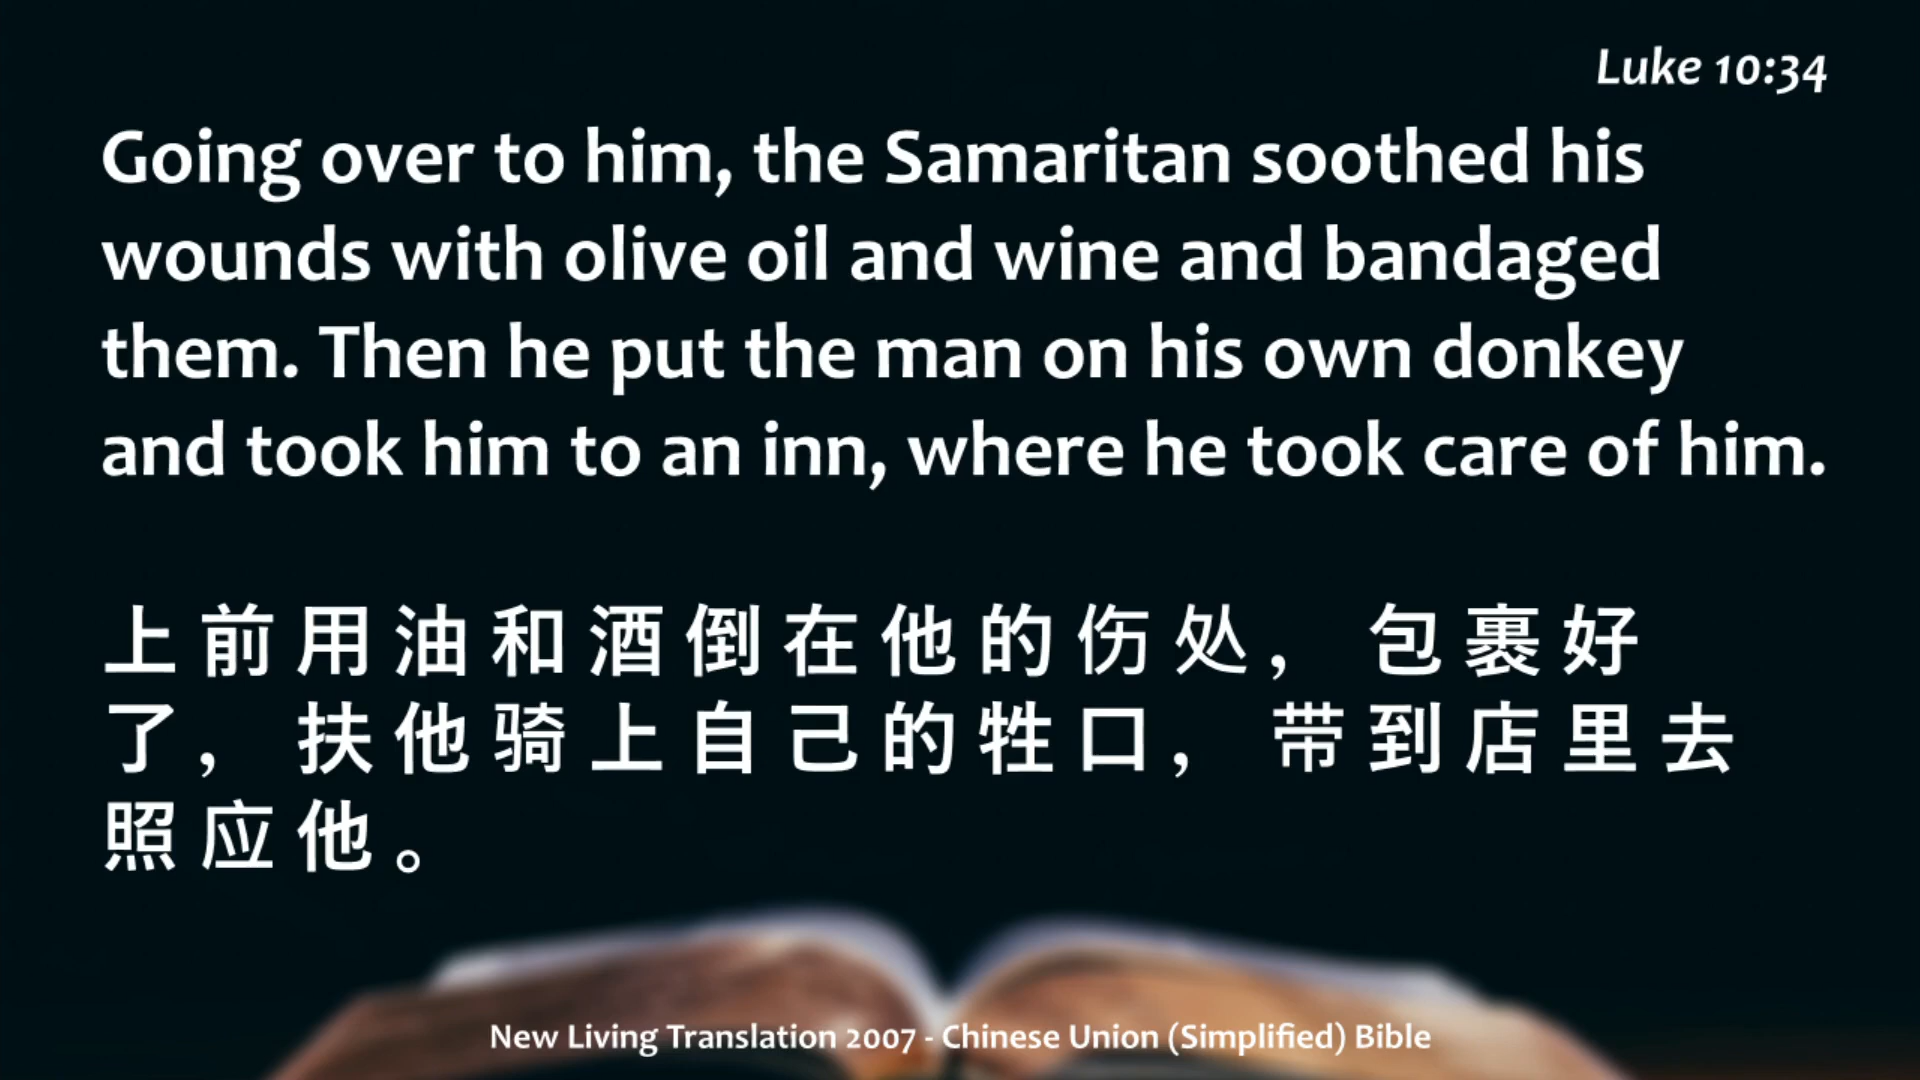 Luke 10:34
Going over to him, the Samaritan soothed his
wounds with olive oil and wine and bandaged
them. Then he put the man on his own donkey
and took him to an inn, where he took care of him.
上 前 用 油 和 酒 倒 在 他 的 伤 处 ， 包 裹 好
了 ， 扶 他 骑 上 自 己 的 牲 口 ， 带 到 店 里 去
照 应 他 。
New Living Translation 2007 - Chinese Union (Simplified) Bible